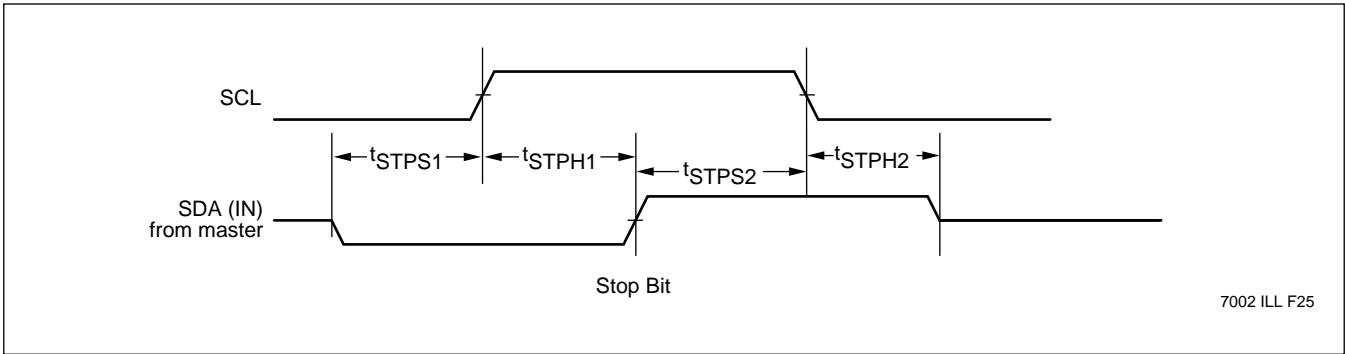 SCL
tSTPS1
tSTPH1
tSTPS2
tSTPH2
SDA (IN)
from master
Stop Bit
7002 ILL F25